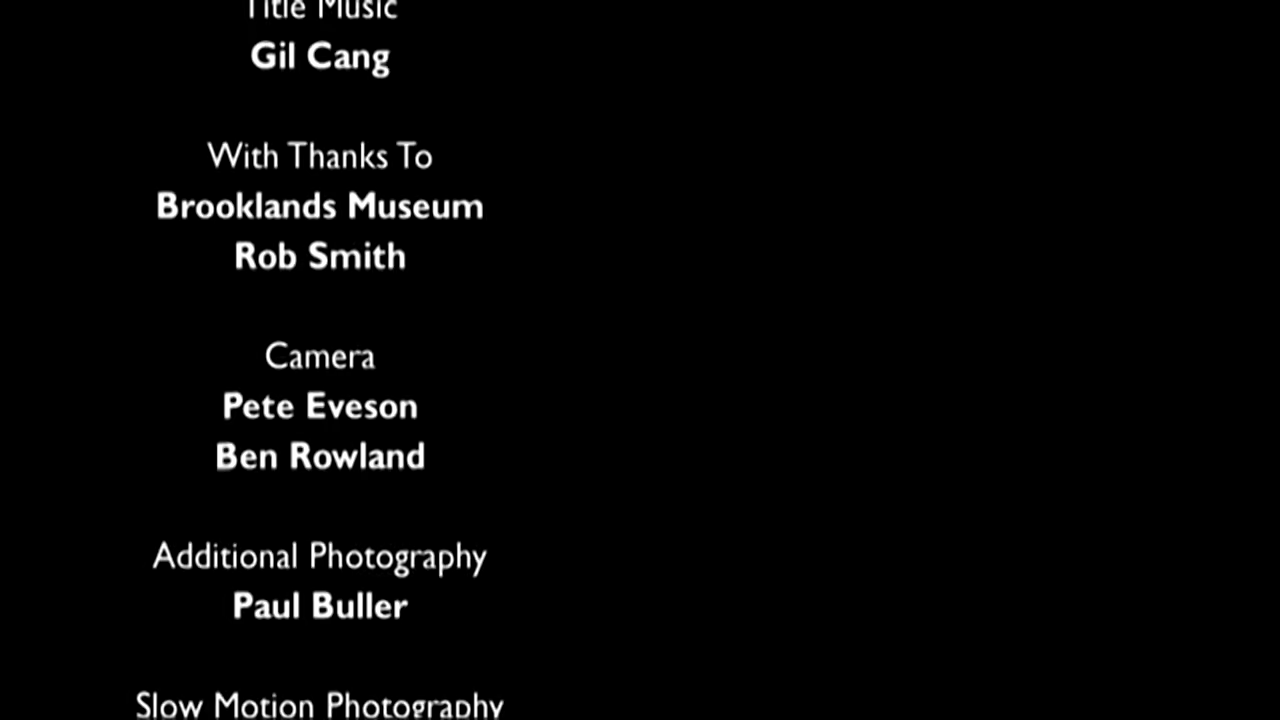 Title Music
Gil Cang
With Thanks To
Brooklands Museum
Rob Smith
Camera
Pete Eveson
Ben Rowland
Additional Photography
Paul Buller
Slow Motion Photography